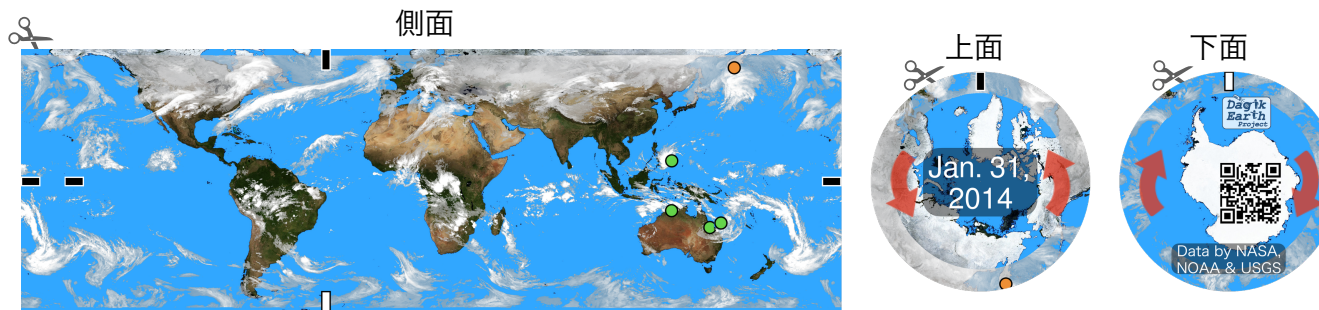 側面
上面
下面
Jan. 31,
2014
Dagik
Earth
Project
Data by NASA,
NOAA & USGS